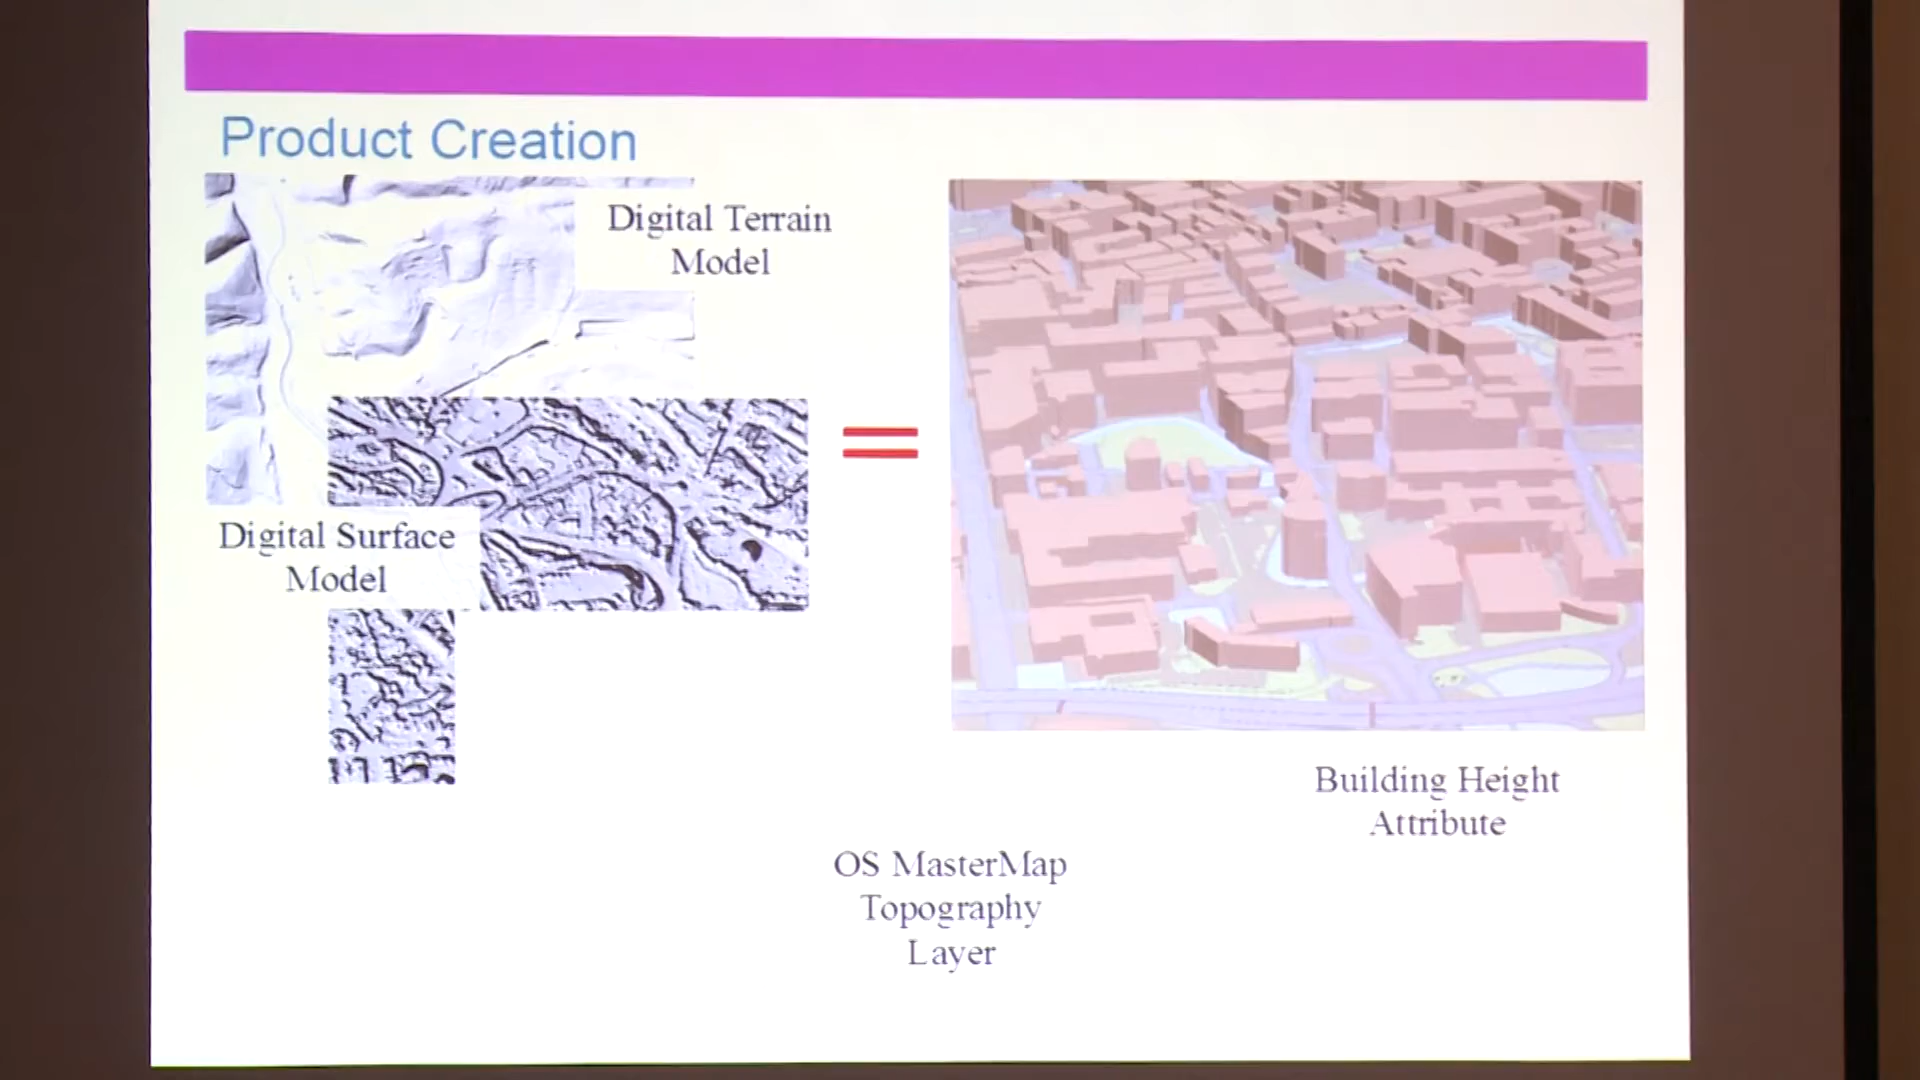 Product Creation
Digital Terrain
Model
Digital Surface
Model
Building Height
Attribute
OS MasterMap
Topography
Layer